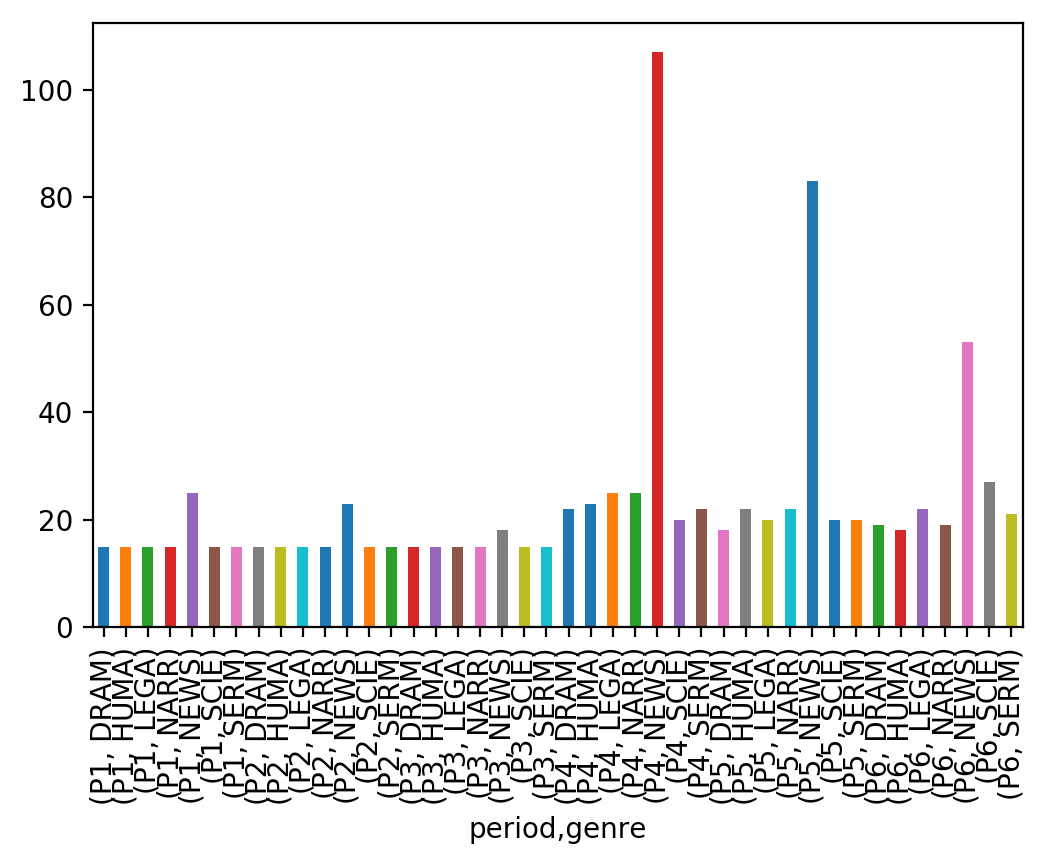 100
80
60
40
20
0
(P1, DRAM)
(P1, HUMA)
(P1, LEGA)
(P1, NARR)
(P1, NEWS)
(P1, SCIE)
(P1, SERM)
(P2, DRAM)
(P2, HUMA)
(P2, LEGA)
(P2, NARR)
(P2, NEWS)
(P2, SCIE)
(P2, SERM)
(P3, DRAM)
(P3, HUMA)
(P3, LEGA)
(P3, NARR)
(P3, NEWS)
(P3, SCIE)
(P3, SERM)
(P4, DRAM)
(P4, HUMA)
(P4, LEGA)
(P4, NARR)
(P4, NEWS)
(P4, SCIE)
(P4, SERM)
(P5, DRAM)
(P5, HUMA)
(P5, LEGA)
(P5, NARR)
(P5, NEWS)
(P5, SCIE)
(P5, SERM)
(P6, DRAM)
(P6, HUMA)
(P6, LEGA)
(P6, NARR)
(P6, NEWS)
(P6, SCIE)
(P6, SERM)
period,genre